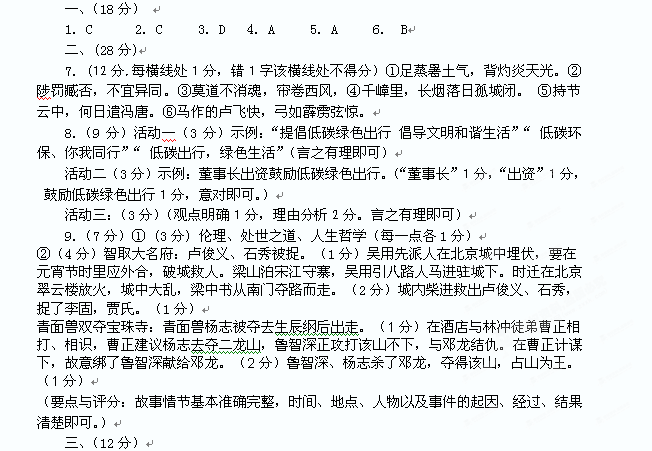 一、(18 分)
1. C 2. C 3. D 4. A 5. A 6. B
二、(28 分)
7. (12 分.每横线处 1 分，错 1 字该横线处不得分) ①足蒸暑土气，背灼炎天光。②
陟罚臧否，不宜异同。③莫道不消魂，帘卷西风，④千嶂里，长烟落日孤城闭。 ⑤持节
云中，何日遣冯唐。⑥马作的卢飞快，弓如霹雳弦惊。
8.（9 分）活动一（3 分）示例：“提倡低碳绿色出行 倡导文明和谐生活”“ 低碳环
保、你我同行”“ 低碳出行，绿色生活”（言之有理即可）
活动二（3 分）示例：董事长出资鼓励低碳绿色出行。（“董事长”1 分，“出资”1 分，
鼓励低碳绿色出行 1 分，意对即可。）
活动三：（3 分）（观点明确 1 分，理由分析 2 分。言之有理即可）
9.（7 分）①（3 分） 伦理、处世之道、人生哲学（每一点各 1 分）
②（4 分）智取大名府：卢俊义、石秀被捉。（1 分）吴用先派人在北京城中埋伏，要在
元宵节时里应外合，破城救人。梁山泊宋江守寨，吴用引八路人马进驻城下。时迁在北京
翠云楼放火，城中大乱，梁中书从南门夺路而走。（2 分）城内柴进救出卢俊义、石秀，
捉了李固，贾氏。（1 分）
青面兽双夺宝珠寺：青面兽杨志被夺去生辰纲后出走。（1 分）在酒店与林冲徒弟曹正相
打、相识，曹正建议杨志去夺二龙山，鲁智深正攻打该山不下，与邓龙结仇。在曹正计谋
下，故意绑了鲁智深献给邓龙。（2 分）鲁智深、杨志杀了邓龙，夺得该山，占山为王。
（1 分）
（要点与评分：故事情节基本准确完整，时间、地点、人物以及事件的起因、经过、结果
清楚即可。）
三、(12 分)